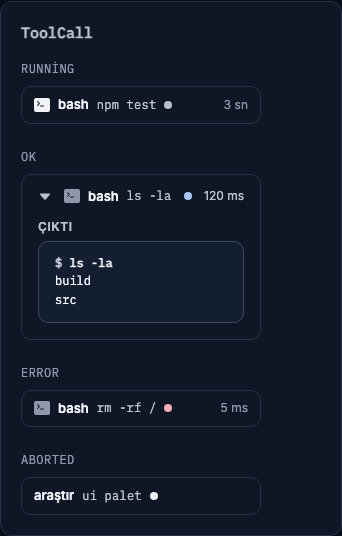 ToolCall
RUNNİNG
bash npm test 3 sn
OK
bash ls -la 120 ms
ÇIKTI
$ ls -la
build
src
ERROR
bash rm -rf / 5 ms
ABORTED
araştır ui palet